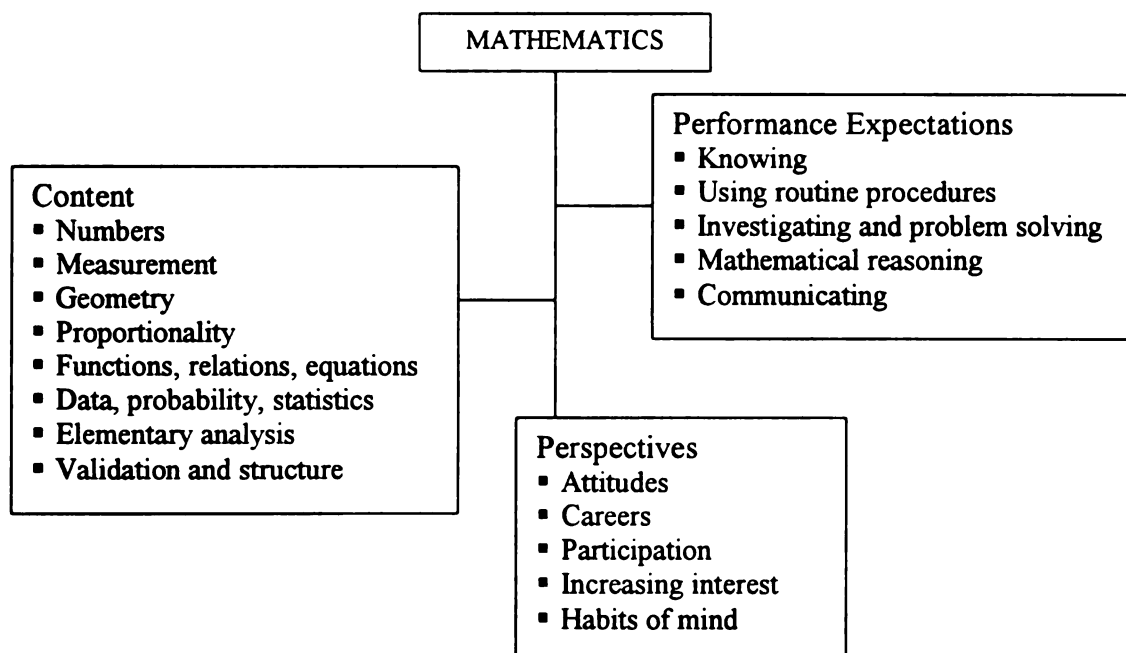 MATHEMATICS
Performance Expectations
▪ Knowing
▪ Using routine procedures
▪ Investigating and problem solving
▪ Mathematical reasoning
▪ Communicating
Content
▪ Numbers
▪ Measurement
▪ Geometry
▪ Proportionality
▪ Functions, relations, equations
▪ Data, probability, statistics
▪ Elementary analysis
▪ Validation and structure
Perspectives
▪ Attitudes
▪ Careers
▪ Participation
▪ Increasing interest
▪ Habits of mind